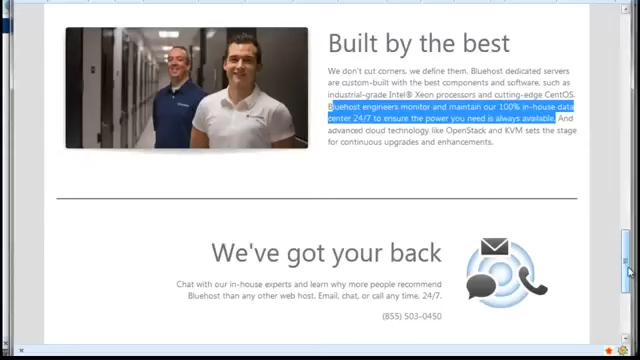 Built by the best
We don't cut corners, we define them. Bluehost dedicated servers
are custom-built with the best components and software, such as
industrial-grade Intel® Xeon processors and cutting-edge CentOS.
Bluehost engineers monitor and maintain our 100% in-house data
center 24/7 to ensure the power you need is always available. And
advanced cloud technology like OpenStack and KVM sets the stage
for continuous upgrades and enhancements.
We've got your back
Chat with our in-house experts and learn why more people recommend
Bluehost than any other web host. Email, chat, or call any time, 24/7.
(855) 503-0450